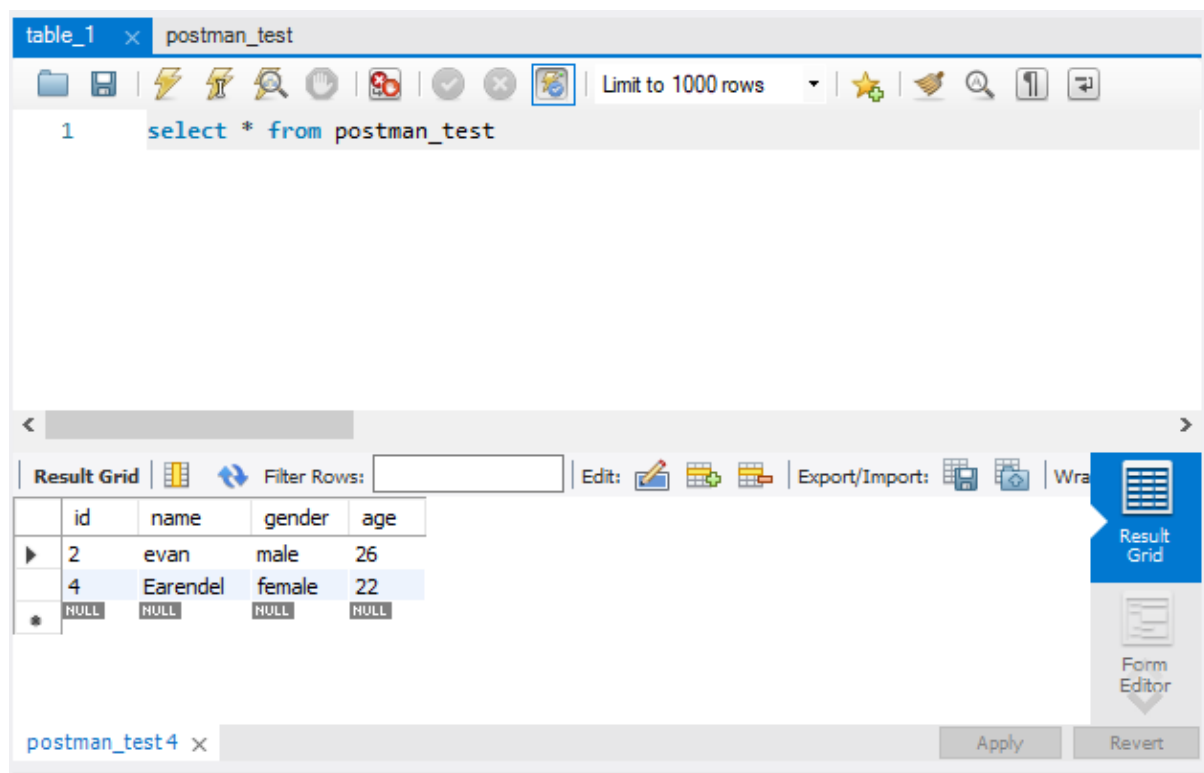 table_1 postman_test
Limit to 1000 rows
1 select * from postman_test
Result Grid Filter Rows: Edit: Export/Import: Wra
id name gender age
2 evan male 26
4 Earendel female 22
NULL NULL NULL NULL
Result
Grid
Form
Editor
postman_test4 Apply Revert